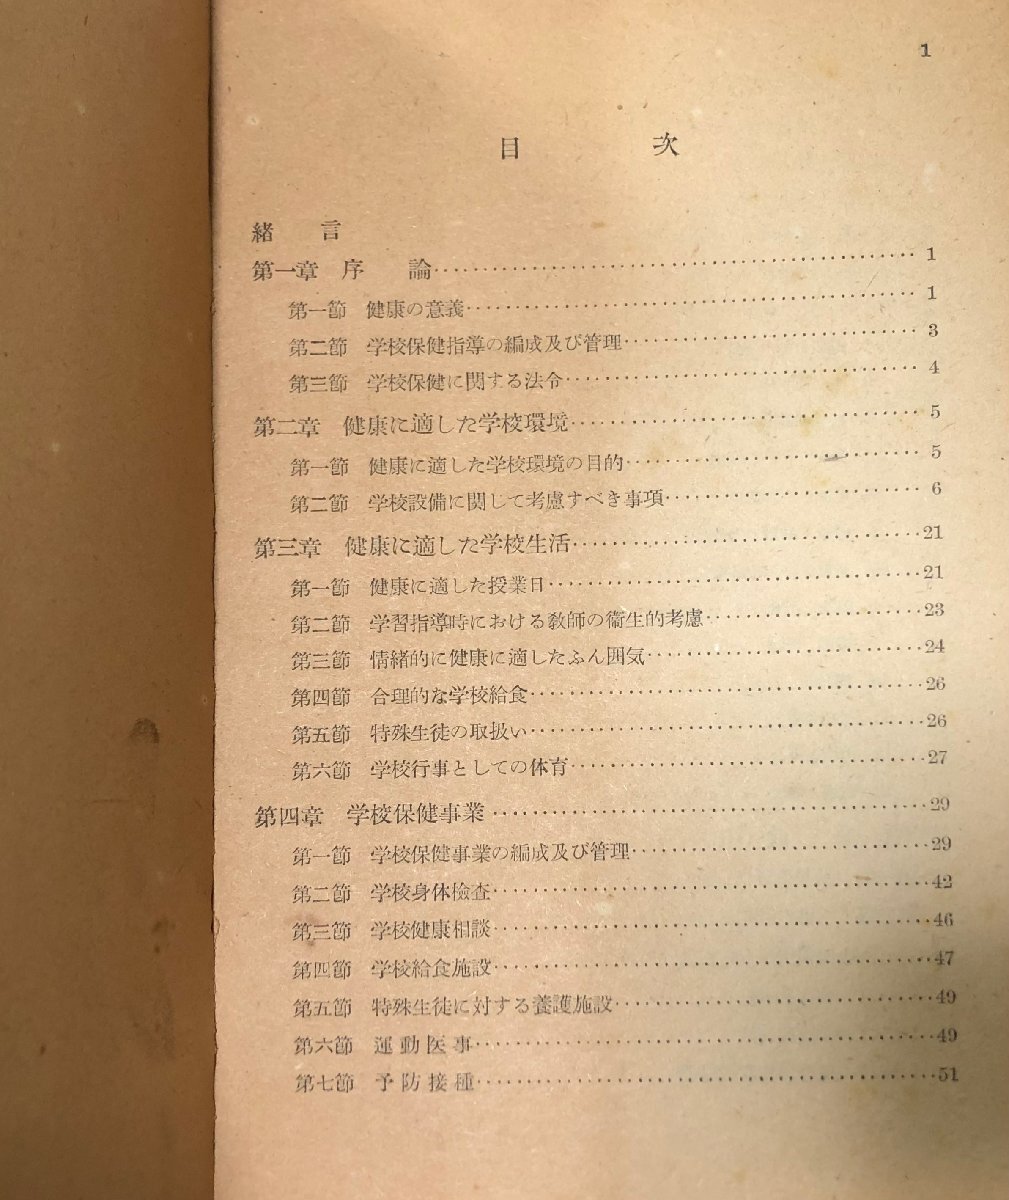 1
目次
緒言
第一章 序論…………1
第一節 健康の意義…………1
第二節 学校保健指導の編成及び管理…………3
第三節 学校保健に関する法令…………4
第二章 健康に適した学校環境…………5
第一節 健康に適した学校環境の目的…………5
第二節 学校設備に関じて考慮すべき事項…………6
第三章 健康に適した学校生活…………21
第一節 健康に適した授業日…………21
第二節 学習指導時における教師の衞生的考慮…………23
第三節 情緒的に健康に適したふん囲気…………24
第四節 合理的な学校給食…………26
第五節 特殊生徒の取扱い…………26
第六節 学校行事としての体育…………27
第四章 学校保健事業…………29
第一節 学校保健事業の編成及び管理…………29
第二節 学校身体檢査…………42
第三節 学校健康相談…………46
第四節 学校給食施設…………47
第五節 特殊生徒に対する養護施設…………49
第六節 運動医事…………49
第七節 予防接種…………51